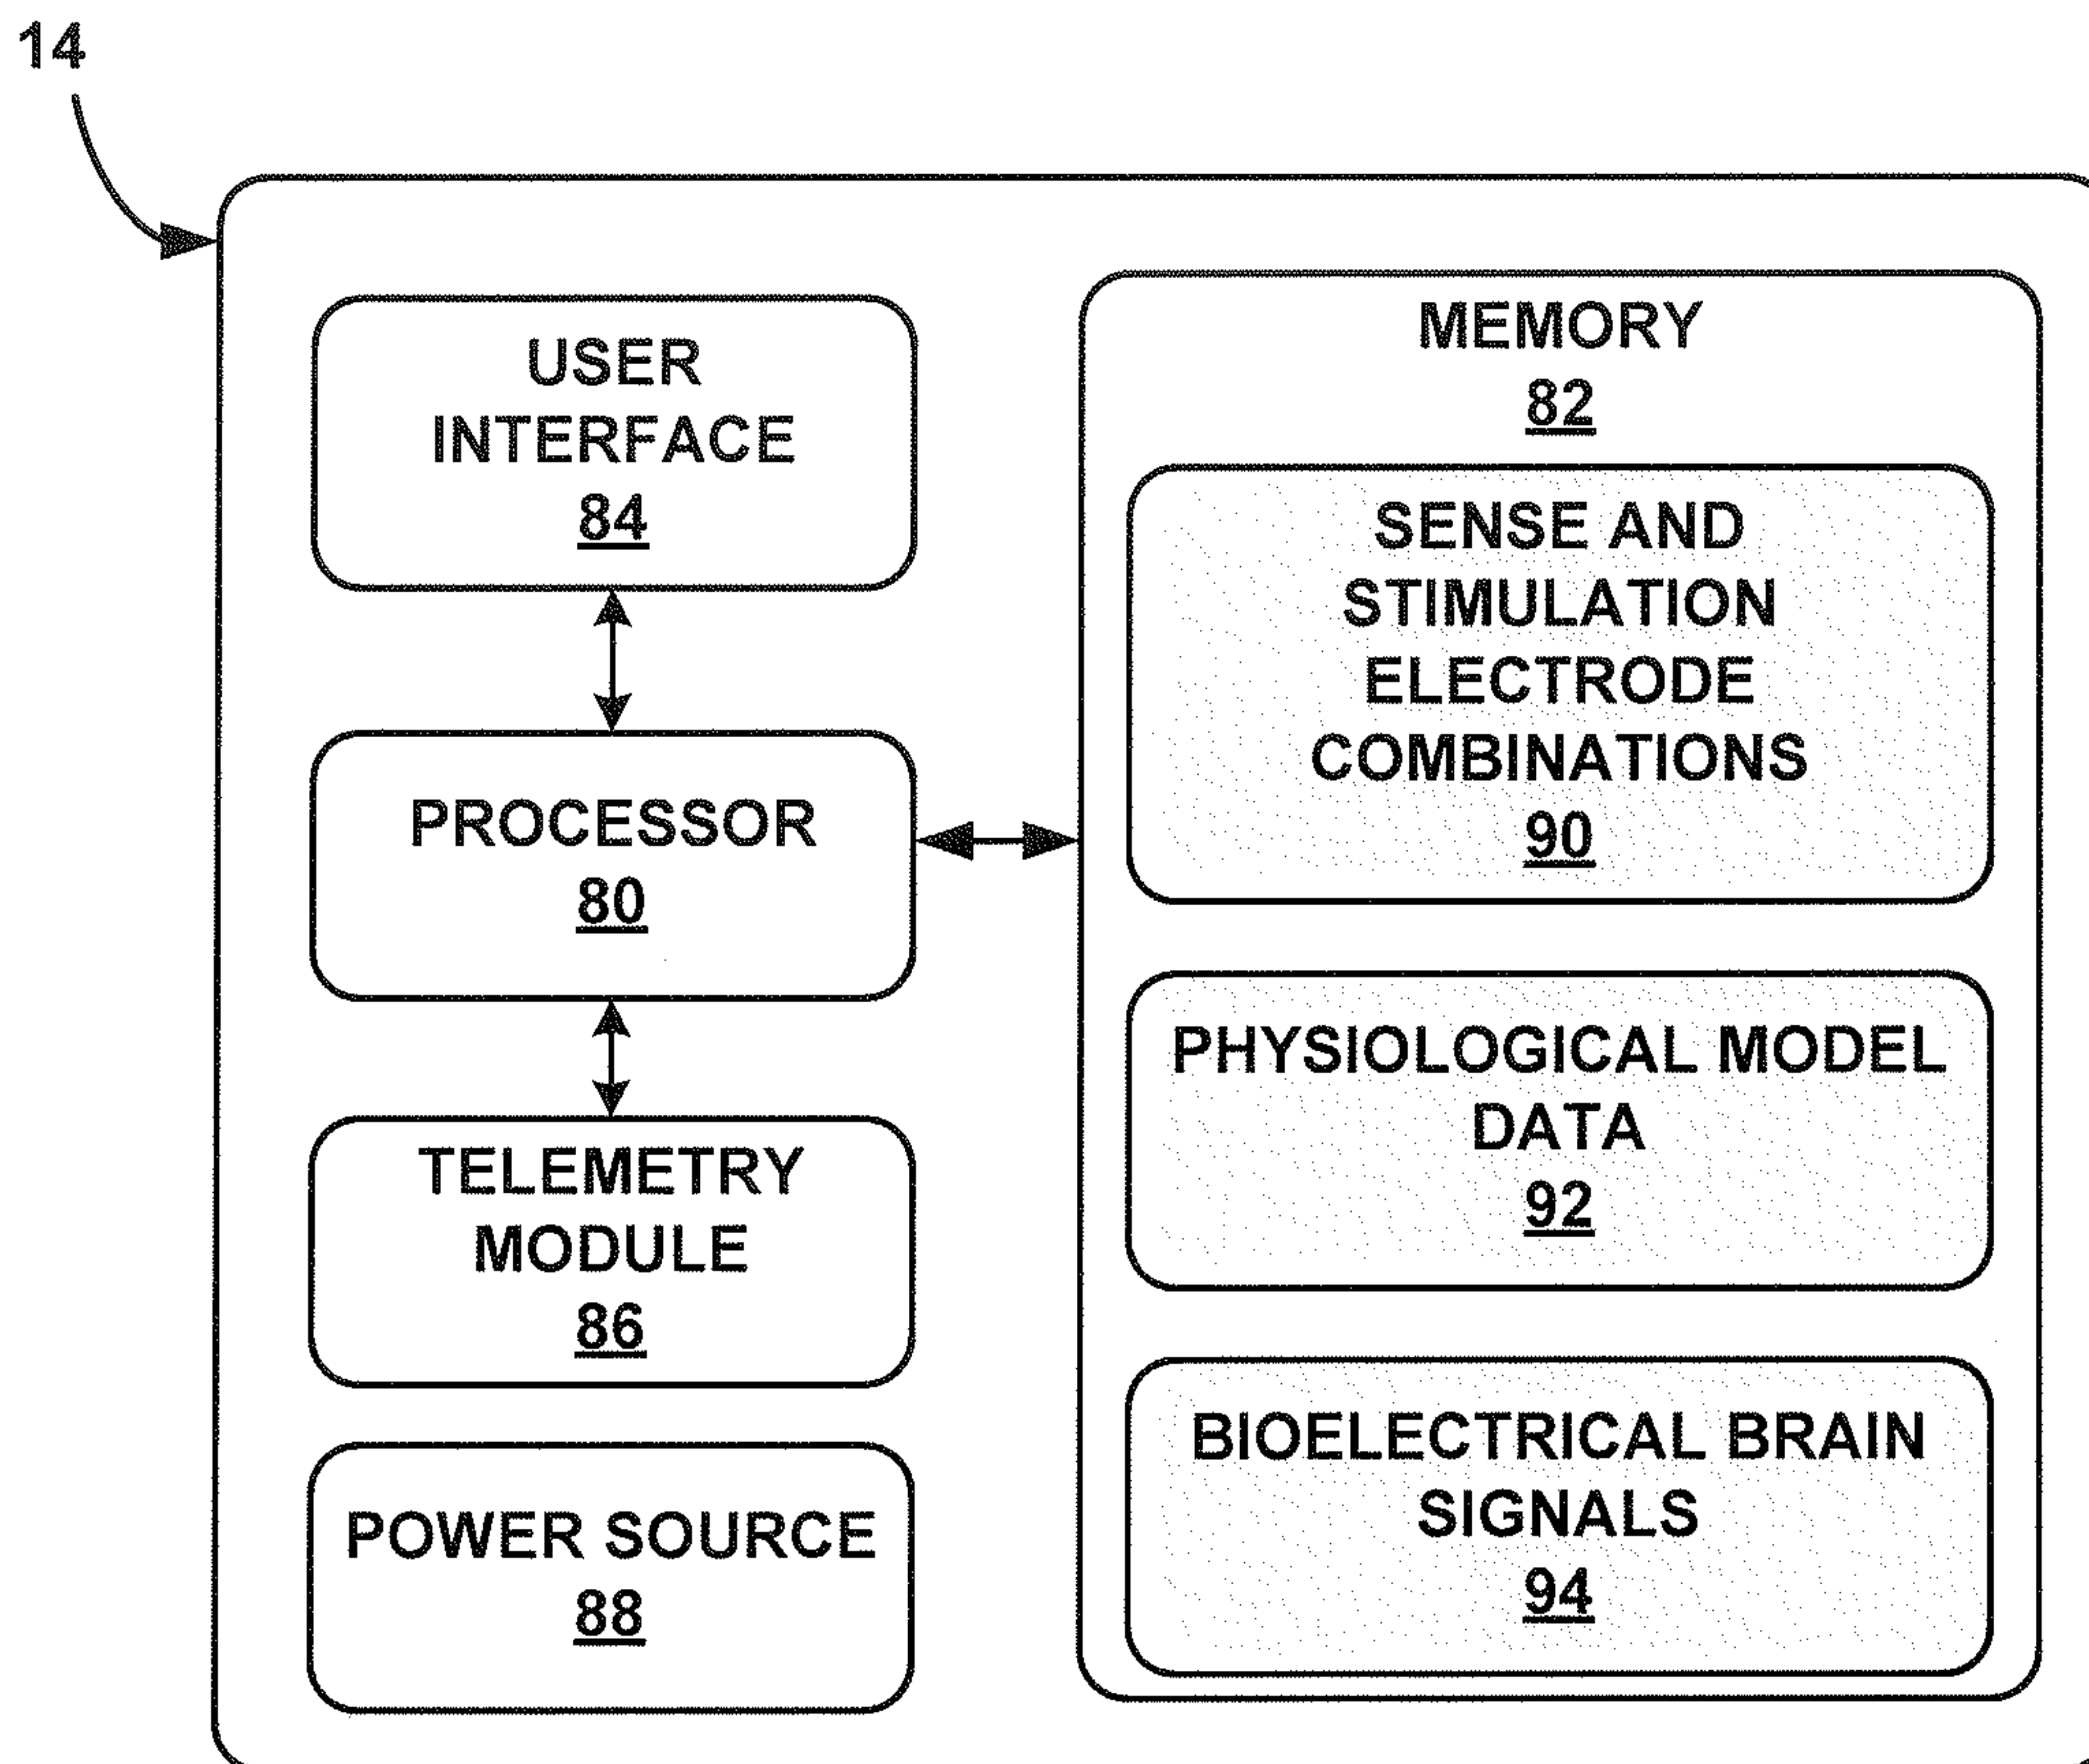 14
USER
INTERFACE
84
PROCESSOR
80
TELEMETRY
MODULE
86
POWER SOURCE
88
MEMORY
82
SENSE AND
STIMULATION
ELECTRODE
COMBINATIONS
90
PHYSIOLOGICAL MODEL
DATA
92
BIOELECTRICAL BRAIN
SIGNALS
94